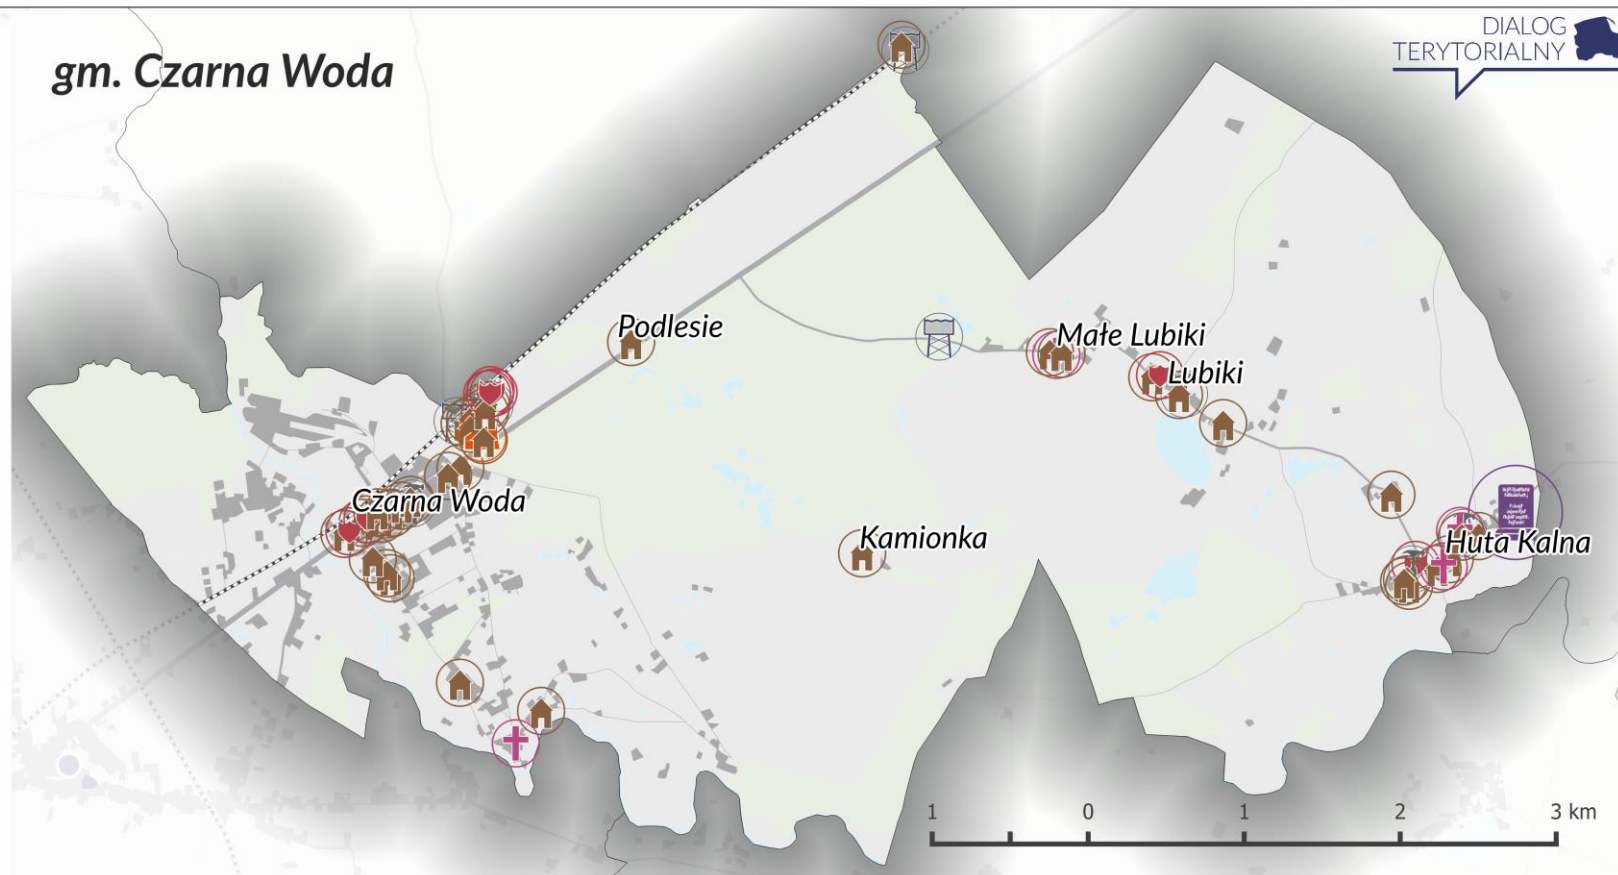 gm. Czarna Woda
DIALOG
TERYTORIALNY
Podlesie
Małe Lubiki
Lubiki
Czarna Woda
Kamionka
Huta Kalna
1 0 1 2 3 km